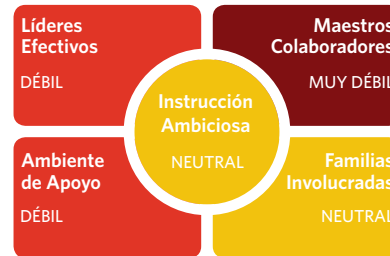 Líderes
Efectivos
DÉBIL
Maestros
Colaboradores
MUY DÉBIL
Instrucción
Ambiciosa
NEUTRAL
Ambiente
de Apoyo
DÉBIL
Familias
Involucradas
NEUTRAL